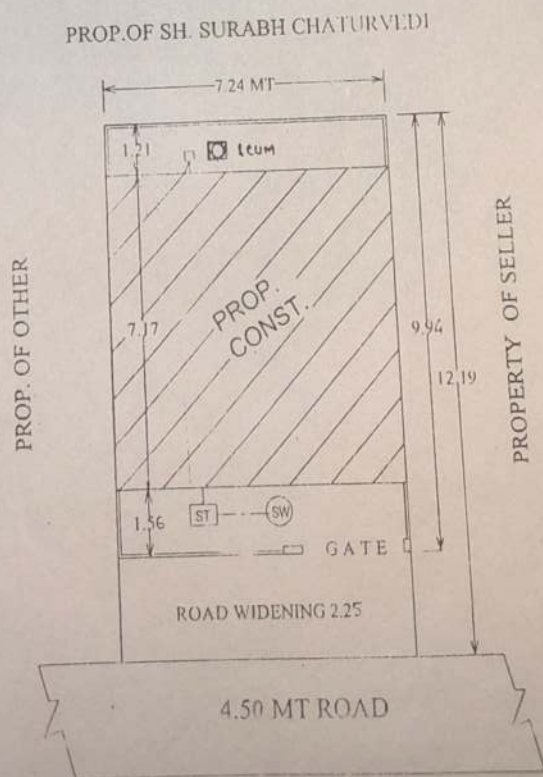 PROP.OF SH. SURABH CHATURVEDI
7.24 MT
1.21
PROP. OF OTHER
PROP.
CONST.
7.17
9.94
12.19
PROPERTY OF SELLER
1.56
ST
SW
GATE
ROAD WIDENING 2.25
4.50 MT ROAD